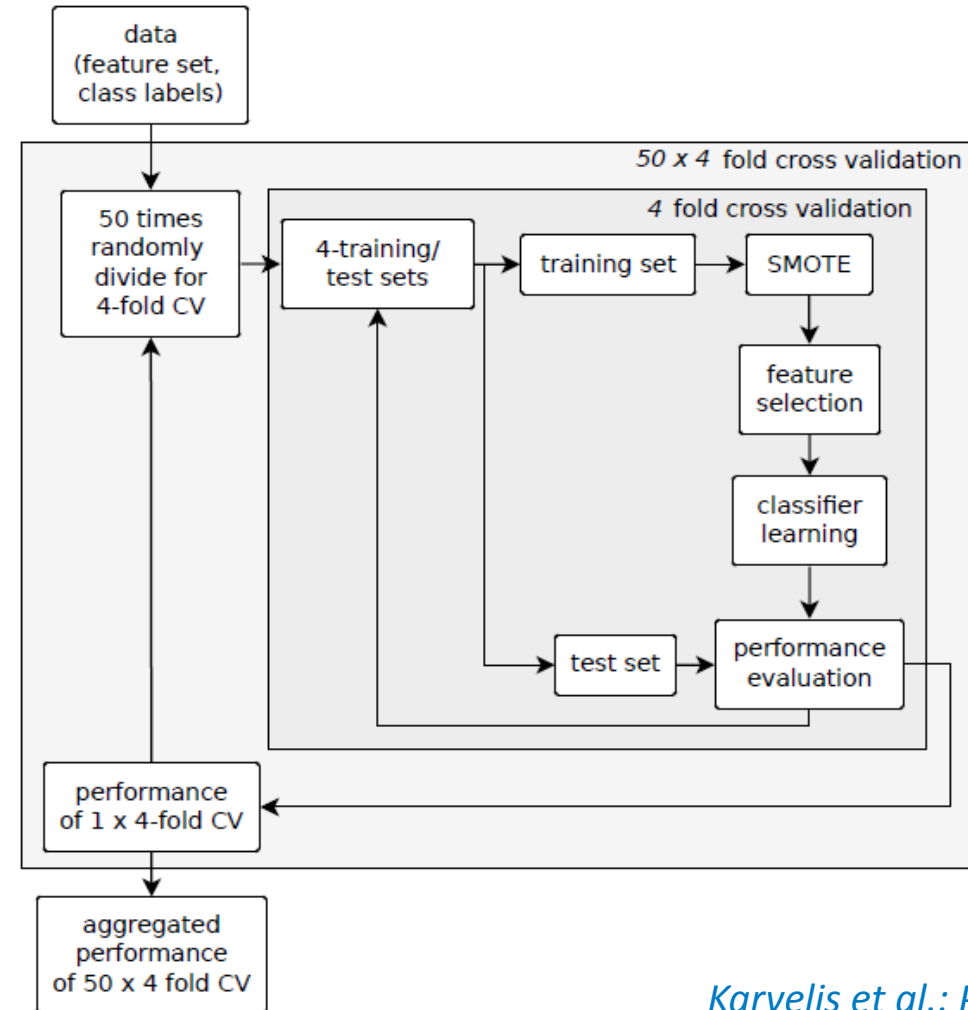 data
(feature set,
class labels)
50 x 4 fold cross validation
4 fold cross validation
50 times
randomly
divide for
4-fold CV
4-training/
test sets
training set
SMOTE
feature
selection
classifier
learning
test set
performance
evaluation
performance
of 1 x 4-fold CV
aggregated
performance
of 50 x 4 fold CV
Karvelis et al.: